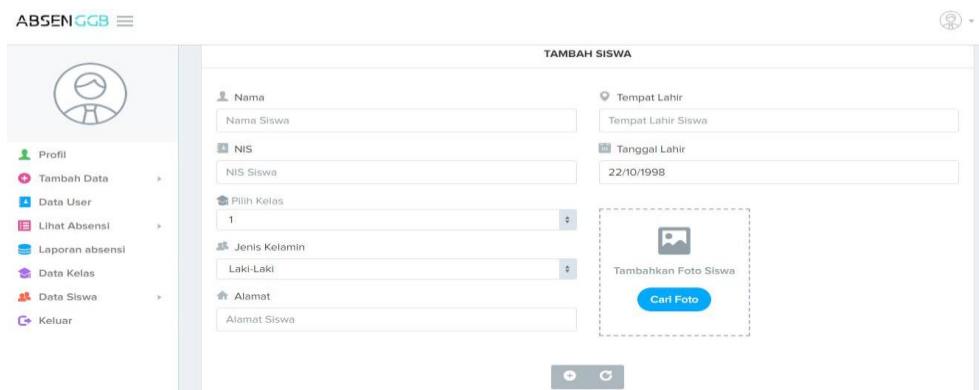 ABSENGGB
TAMBAH SISWA
Profil
Tambah Data
Data User
Lihat Absensi
Laporan absensi
Data Kelas
Data Siswa
Keluar
Nama
Nama Siswa
NIS
NIS Siswa
Pilih Kelas
1
Jenis Kelamin
Laki-Laki
Alamat
Alamat Siswa
Tempat Lahir
Tempat Lahir Siswa
Tanggal Lahir
22/10/1998
Tambahkan Foto Siswa
Cari Foto